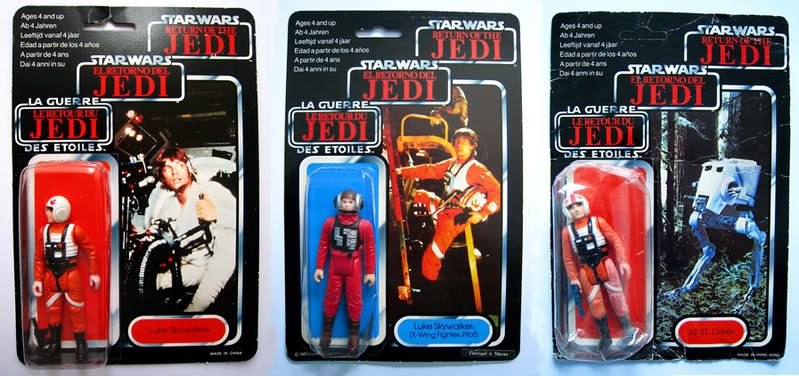 Ages 4 and up
Ab 4 Jahren
Leeftijd vanaf 4 jaar
Edad a partir de los 4 años
A partir de 4 ans
Dai 4 anni in su
STAR WARS
RETURN OF THE
JEDI
STAR WARS
EL RETORNO DEL
JEDI
LA GUERRE
LE RETOUR DU
JEDI
DES ETOILES
Luke Skywalker
MADE IN CHINA
Ages 4 and up
Ab 4 Jahren
Leeftijd vanaf 4 jaar
Edad a partir de los 4 años
A partir de 4 ans
Dai 4 anni in su
STAR WARS
RETURN OF THE
JEDI
STAR WARS
EL RETORNO DEL
JEDI
LA GUERRE
LE RETOUR DU
JEDI
DES ETOILES
Luke Skywalker
(X-Wing Fighter Pilot)
© 1983
Fabriqué à Macau
Ages 4 and up
Ab 4 Jahren
Leeftijd vanaf 4 jaar
Edad a partir de los 4 años
A partir de 4 ans
Dai 4 anni in su
STAR WARS
RETURN OF THE
JEDI
STAR WARS
EL RETORNO DEL
JEDI
LA GUERRE
LE RETOUR DU
JEDI
DES ETOILES
AT-ST Driver
MADE IN HONG KONG